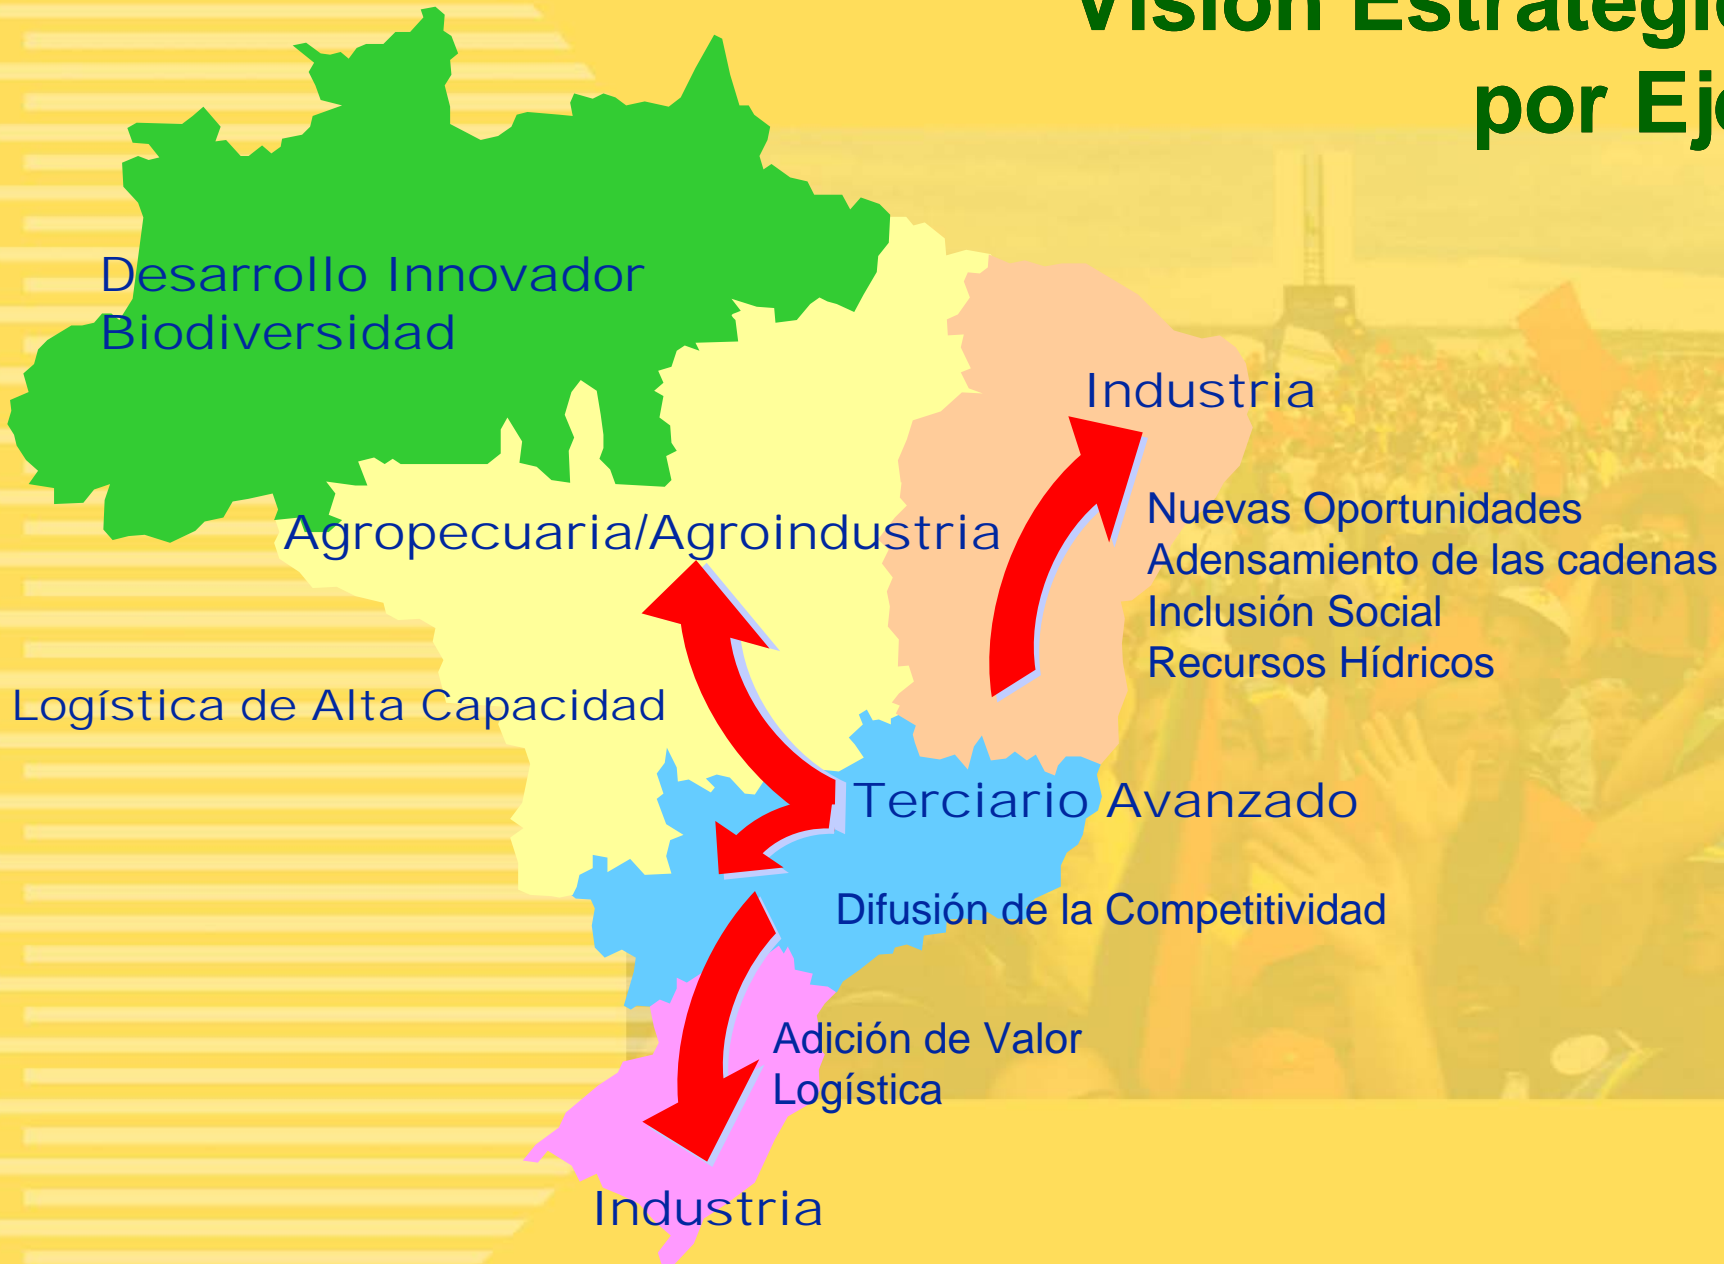 Visión
por
Desarrollo Innovador
Biodiversidad
Industria
Nuevas Oportunidades
Adensamiento de las cadenas
Inclusión Social
Recursos Hídricos
Agropecuaria/Agroindustria
Logística de Alta Capacidad
Terciario Avanzado
Difusión de la Competitividad
Adición de Valor
Logística
Industria